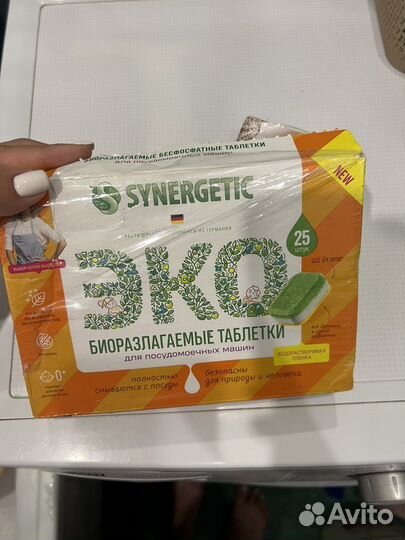 БИОРАЗЛАГАЕМЫЕ БЕСФОСФАТНЫЕ ТАБЛЕТКИ
для посудомоечных машин
SYNERGETIC
NEW
25
штук
ЭКО
all in one
БИОРАЗЛАГАЕМЫЕ ТАБЛЕТКИ
для посудомоечных машин
ВОДОРАСТВОРИМАЯ
ПЛЕНКА
0+
полностью
смываются с посуды
безопасны
для природы и человека
Avito